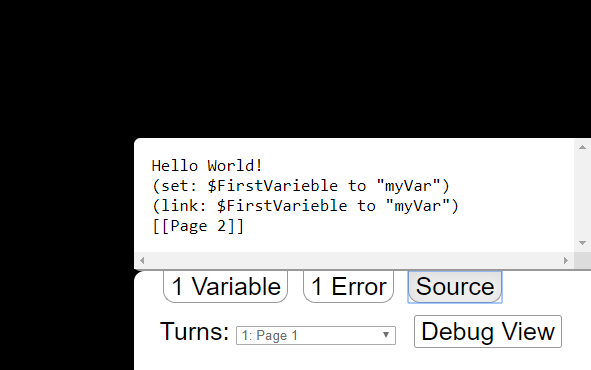 Hello World!
(set: $FirstVarieble to "myVar")
(link: $FirstVarieble to "myVar")
[[Page 2]]
1 Variable 1 Error Source
Turns: 1: Page 1 Debug View